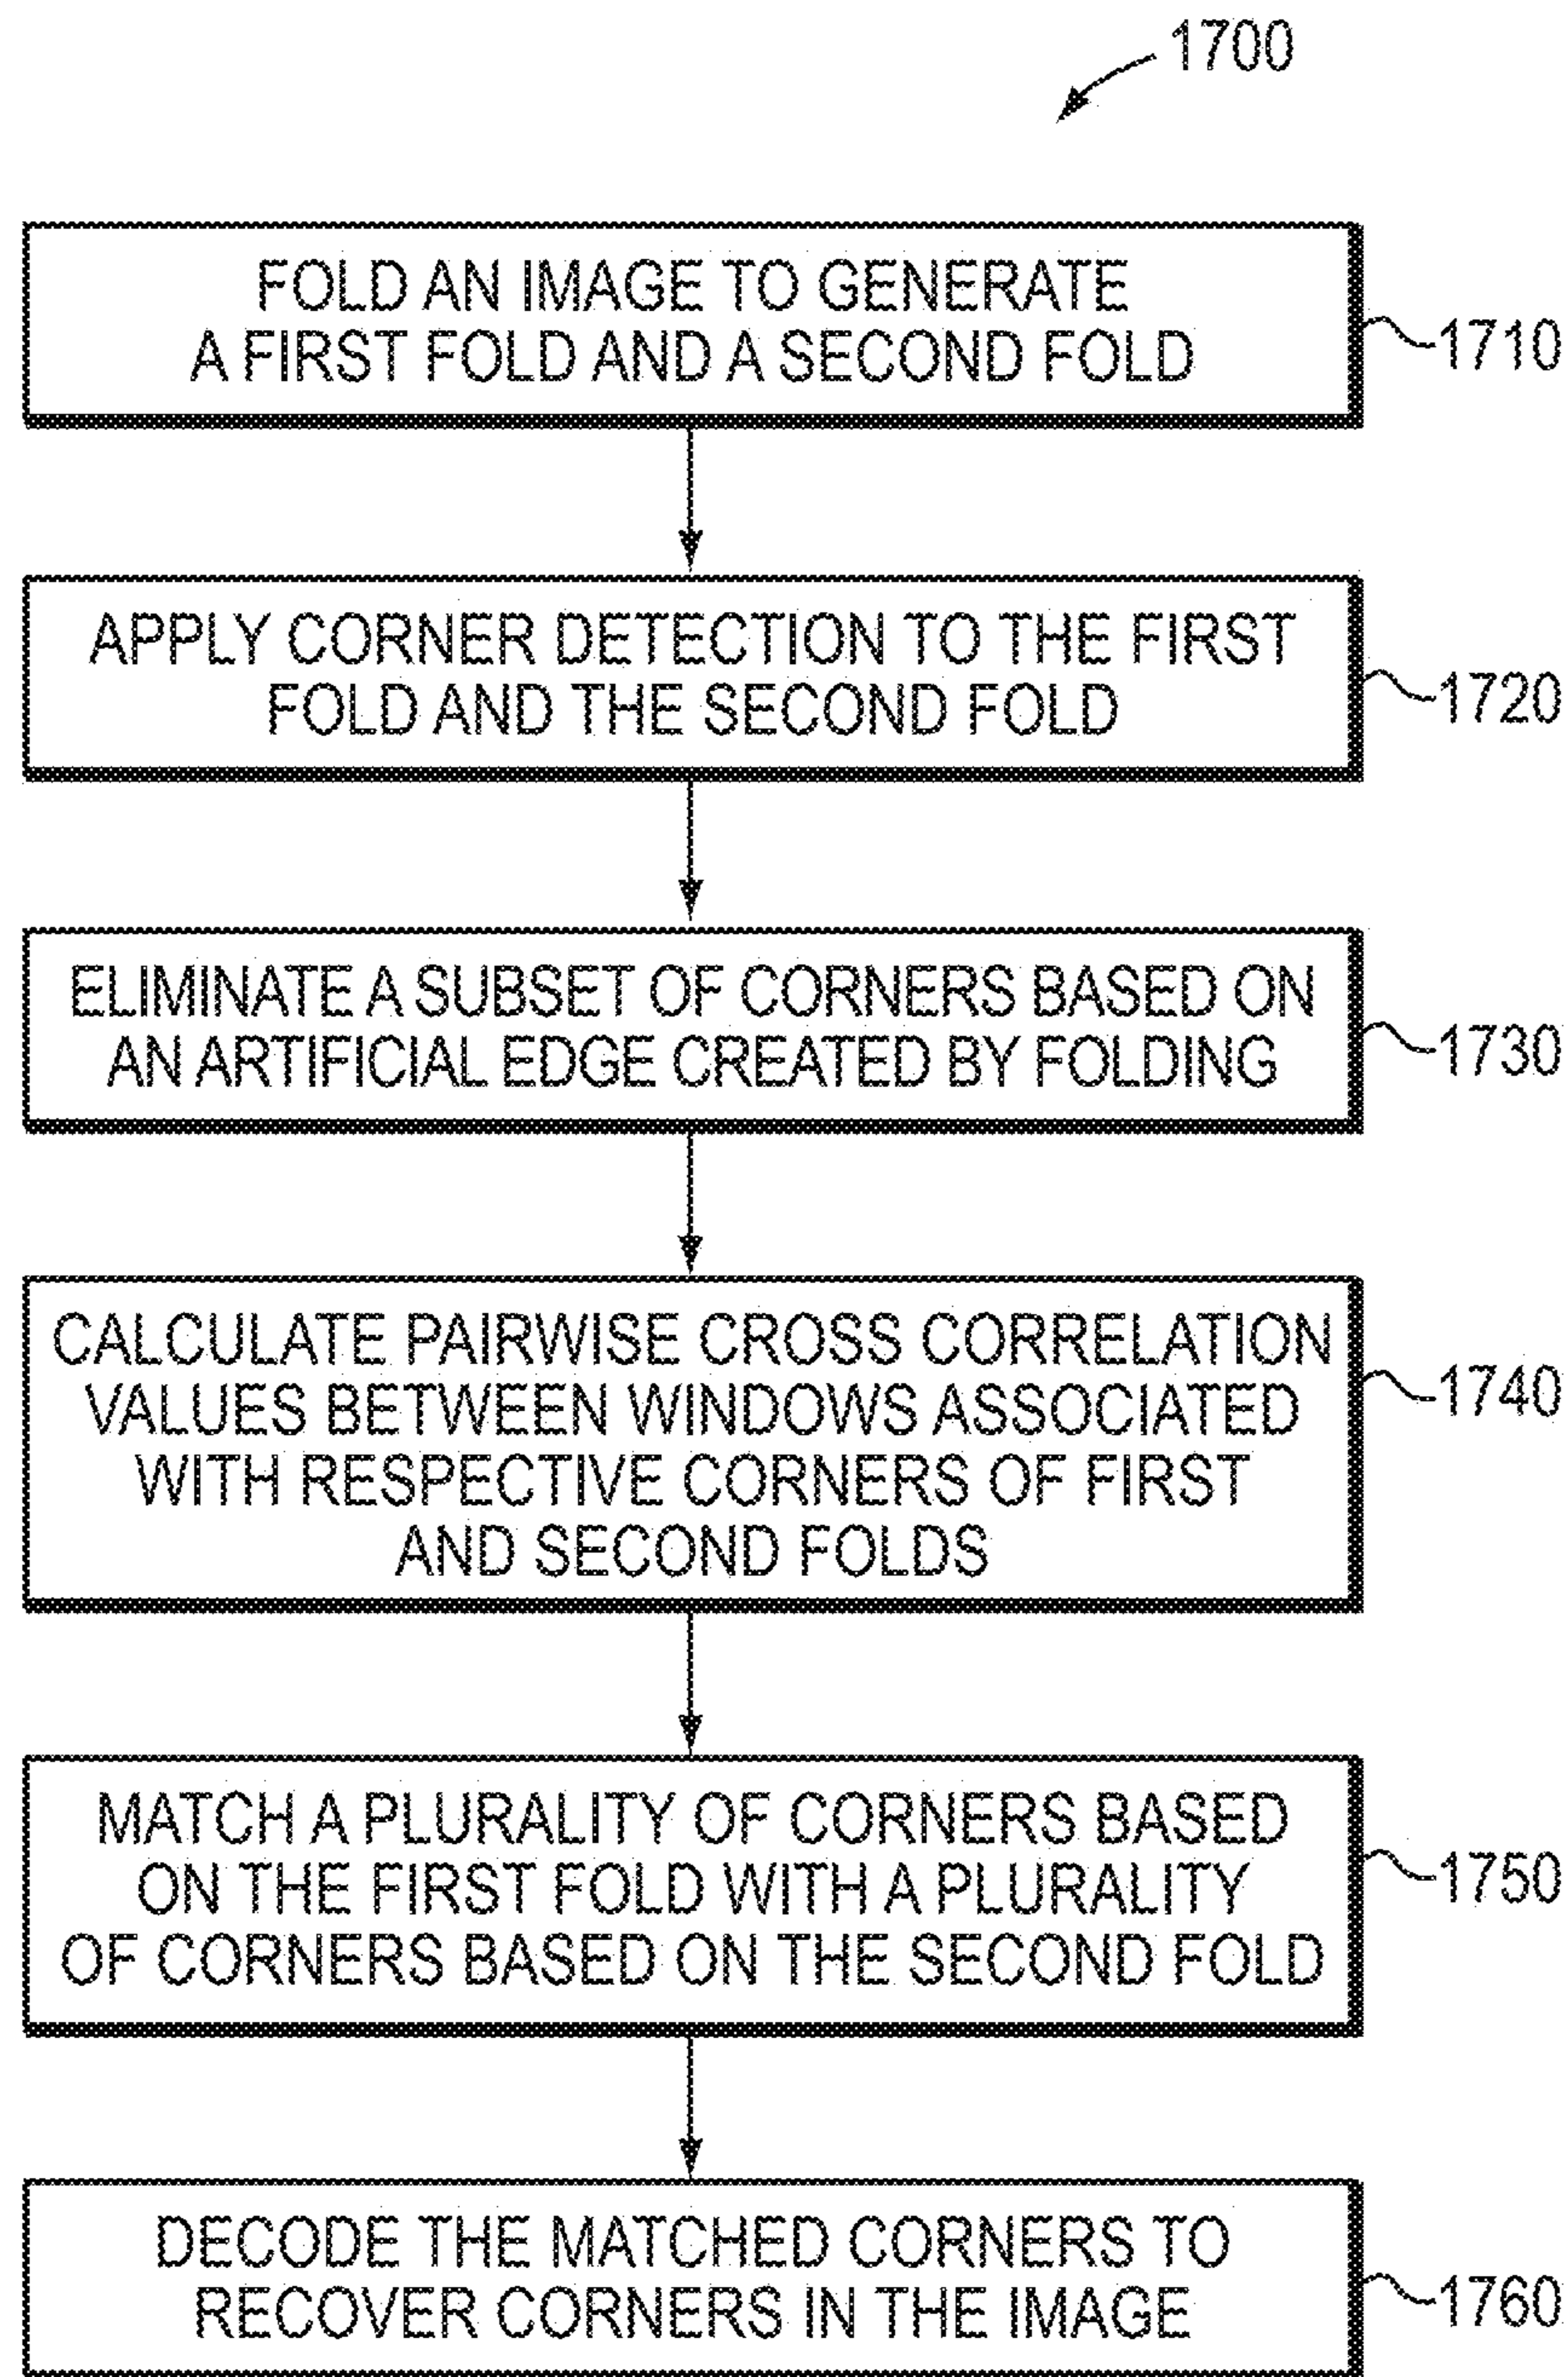 1700
FOLD AN IMAGE TO GENERATE
A FIRST FOLD AND A SECOND FOLD
1710
APPLY CORNER DETECTION TO THE FIRST
FOLD AND THE SECOND FOLD
1720
ELIMINATE A SUBSET OF CORNERS BASED ON
AN ARTIFICIAL EDGE CREATED BY FOLDING
1730
CALCULATE PAIRWISE CROSS CORRELATION
VALUES BETWEEN WINDOWS ASSOCIATED
WITH RESPECTIVE CORNERS OF FIRST
AND SECOND FOLDS
1740
MATCH A PLURALITY OF CORNERS BASED
ON THE FIRST FOLD WITH A PLURALITY
OF CORNERS BASED ON THE SECOND FOLD
1750
DECODE THE MATCHED CORNERS TO
RECOVER CORNERS IN THE IMAGE
1760